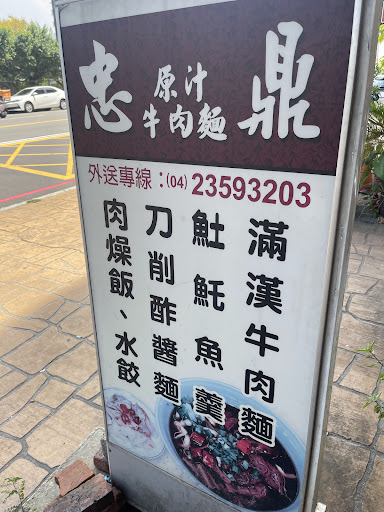 忠鼎
原汁
牛肉麵
外送專線：(04)23593203
滿漢牛肉麵
魠魠魚羹
刀削酢醬麵
肉燥飯、水餃